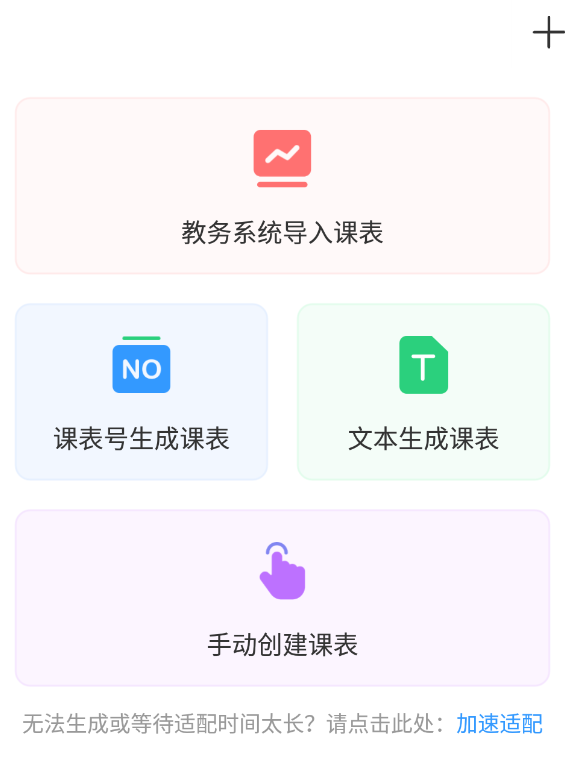 教务系统导入课表
NO
课表号生成课表
T
文本生成课表
手动创建课表
无法生成或等待适配时间太长？请点击此处：加速适配